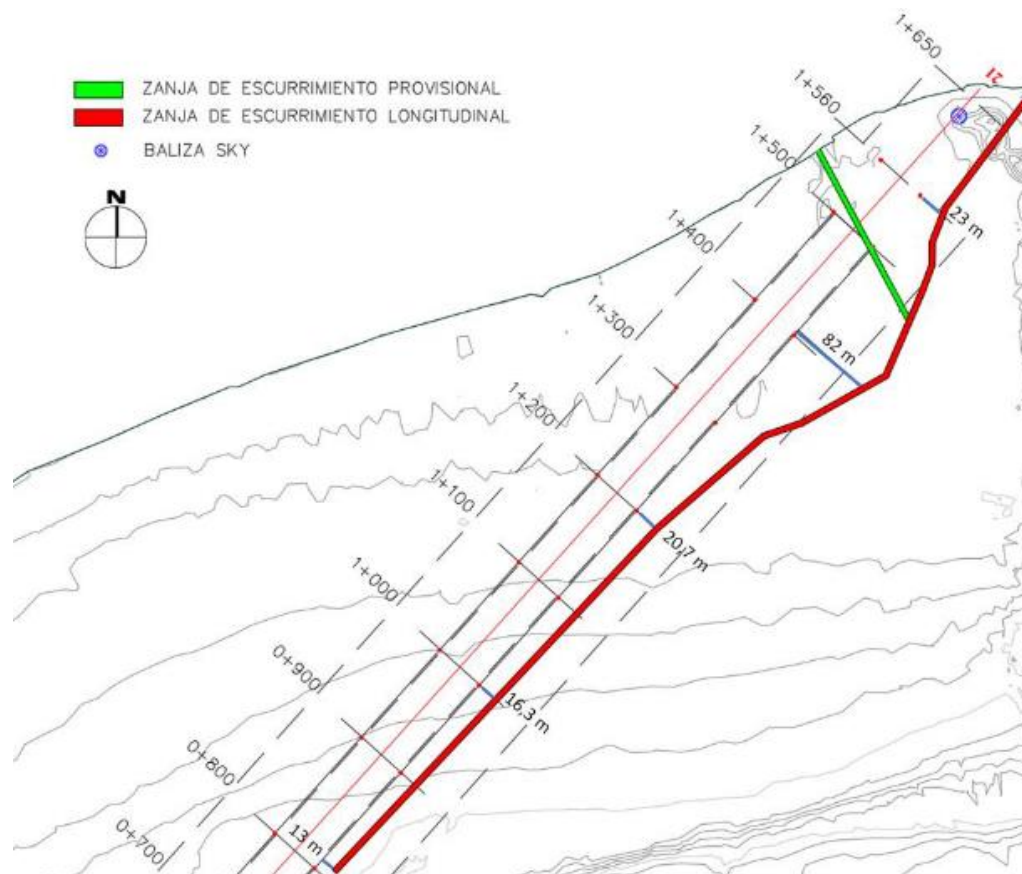 ZANJA DE ESCURRIMIENTO PROVISIONAL
ZANJA DE ESCURRIMIENTO LONGITUDINAL
BALIZA SKY
N
1+650
21
1+560
1+500
23 m
1+400
1+300
82 m
1+200
1+100
20,7 m
1+000
0+900
16,3 m
0+800
0+700
13 m